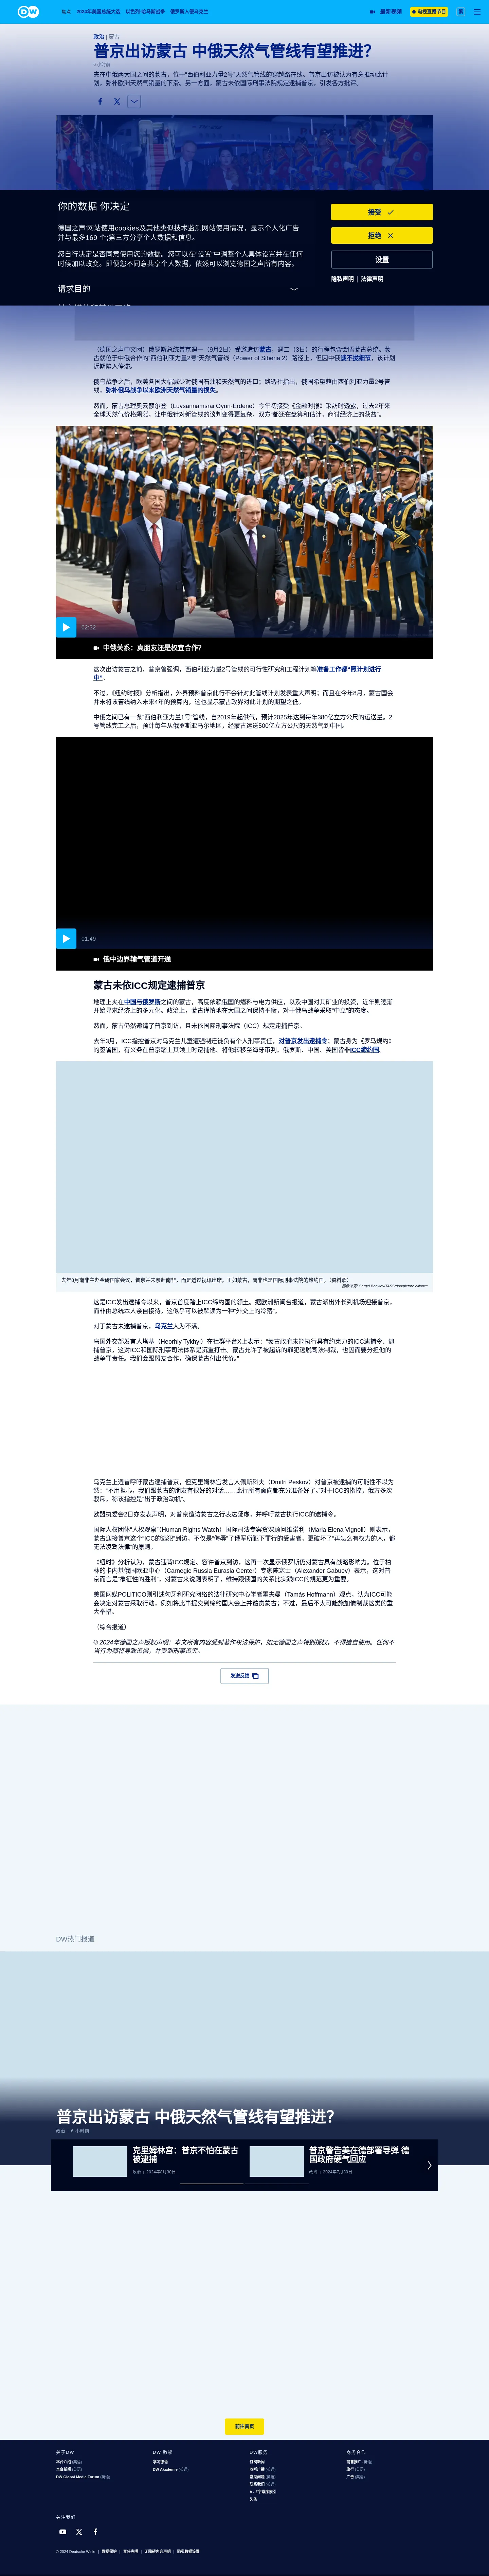 DW
焦点
2024年美国总统大选
以色列-哈马斯战争
俄罗斯入侵乌克兰
最新视频
电视直播节目
繁
政治 | 蒙古
普京出访蒙古 中俄天然气管线有望推进?
6 小时前
夹在中俄两大国之间的蒙古，位于"西伯利亚力量2号"天然气管线的穿越路在线。普京出访被认为有意推动此计划，弥补欧洲天然气销量的下滑。另一方面，蒙古未依国际刑事法院规定逮捕普京，引发各方批评。
你的数据 你决定
德国之声˙网站使用cookies及其他类似技术监测网站使用情况，显示个人化广告并与最多169 个;第三方分享个人数据信息。
您可以自行决定是否同意使用您的数据。您可以在“设置”中调整个人具体设置并在任何时候加以改变。即使您不同意共享个人数据，依然可以浏览德国之声所有内容。
请求目的
接受
拒绝
设置
隐私声明 | 法律声明
（德国之声中文网）俄罗斯总统普京週一（9月2日）受邀造访蒙古，週二（3日）的行程包含会晤蒙古总统。蒙古就位于中俄合作的"西伯利亚力量2号"天然气管线（Power of Siberia 2）路径上，但因中俄谈不拢细节，该计划近期陷入停滞。
俄乌战争之后，欧美各国大幅减少对俄国石油和天然气的进口；路透社指出，俄国希望藉由西伯利亚力量2号管线，弥补俄乌战争以来欧洲天然气销量的损失。
然而，蒙古总理奥云额尔登（Luvsannamsrai Oyun-Erdene）今年初接受《金融时报》采访时透露，过去2年来全球天然气价格飙涨，让中俄针对新管线的谈判变得更复杂，双方"都还在盘算和估计，商讨经济上的获益"。
02:32
中俄关系：真朋友还是权宜合作?
这次出访蒙古之前，普京曾强调，西伯利亚力量2号管线的可行性研究和工程计划等准备工作都"照计划进行中"。
不过，《纽约时报》分析指出，外界预料普京此行不会针对此管线计划发表重大声明；而且在今年8月，蒙古国会并未将该管线纳入未来4年的预算内，这也显示蒙古政界对此计划的期望之低。
中俄之间已有一条"西伯利亚力量1号"管线，自2019年起供气，预计2025年达到每年380亿立方公尺的运送量。2号管线完工之后，预计每年从俄罗斯亚马尔地区，经蒙古运送500亿立方公尺的天然气到中国。
01:49
俄中边界输气管道开通
蒙古未依ICC规定逮捕普京
地理上夹在中国与俄罗斯之间的蒙古，高度依赖俄国的燃料与电力供应，以及中国对其矿业的投资，近年则逐渐开始寻求经济上的多元化。政治上，蒙古谨慎地在大国之间保持平衡，对于俄乌战争采取"中立"的态度。
然而，蒙古仍然邀请了普京到访，且未依国际刑事法院（ICC）规定逮捕普京。
去年3月，ICC指控普京对乌克兰儿童遭强制迁徙负有个人刑事责任，对普京发出逮捕令；蒙古身为《罗马规约》的签署国，有义务在普京踏上其领土时逮捕他、将他转移至海牙审判。俄罗斯、中国、美国皆非ICC缔约国。
去年8月南非主办金砖国家会议，普京并未亲赴南非，而是透过视讯出席。正如蒙古，南非也是国际刑事法院的缔约国。（资料照）
图像来源: Sergei Bobylov/TASS/dpa/picture alliance
这是ICC发出逮捕令以来，普京首度踏上ICC缔约国的领土。据欧洲新闻台报道，蒙古派出外长到机场迎接普京，而非由总统本人亲自接待，这似乎可以被解读为一种"外交上的冷落"。
对于蒙古未逮捕普京，乌克兰大为不满。
乌国外交部发言人塔基（Heorhiy Tykhyi）在社群平台X上表示："蒙古政府未能执行具有约束力的ICC逮捕令、逮捕普京，这对ICC和国际刑事司法体系是沉重打击。蒙古允许了被起诉的罪犯逃脱司法制裁，也因而要分担他的战争罪责任。我们会跟盟友合作，确保蒙古付出代价。"
乌克兰上週曾呼吁蒙古逮捕普京，但克里姆林宫发言人佩斯科夫（Dmitri Peskov）对普京被逮捕的可能性不以为然："不用担心，我们跟蒙古的朋友有很好的对话……此行所有面向都充分准备好了。"对于ICC的指控，俄方多次驳斥，称该指控是"出于政治动机"。
欧盟执委会2日亦发表声明，对普京造访蒙古之行表达疑虑，并呼吁蒙古执行ICC的逮捕令。
国际人权团体"人权观察"（Human Rights Watch）国际司法专案资深顾问维诺利（Maria Elena Vignoli）则表示，蒙古迎接普京这个"ICC的逃犯"到访，不仅是"侮辱"了俄军所犯下罪行的受害者，更破坏了"再怎么有权力的人，都无法凌驾法律"的原则。
《纽时》分析认为，蒙古违背ICC规定、容许普京到访，这再一次显示俄罗斯仍对蒙古具有战略影响力。位于柏林的卡内基俄国欧亚中心（Carnegie Russia Eurasia Center）专家陈寒士（Alexander Gabuev）表示，这对普京而言是"象征性的胜利"，对蒙古来说则表明了，维持跟俄国的关系比实践ICC的规范更为重要。
美国网媒POLITICO则引述匈牙利研究网络的法律研究中心学者霍夫曼（Tamás Hoffmann）观点，认为ICC可能会决定对蒙古采取行动，例如将此事提交到缔约国大会上并谴责蒙古；不过，最后不太可能施加像制裁这类的重大举措。
（综合报道）
© 2024年德国之声版权声明：本文所有内容受到著作权法保护，如无德国之声特别授权，不得擅自使用。任何不当行为都将导致追偿，并受到刑事追究。
发送反馈
DW热门报道
普京出访蒙古 中俄天然气管线有望推进?
政治 | 6 小时前
克里姆林宫：普京不怕在蒙古被逮捕
政治 | 2024年8月30日
普京警告美在德部署导弹 德国政府硬气回应
政治 | 2024年7月30日
前往首页
关于DW
本台介绍 (英语)
本台新闻 (英语)
DW Global Media Forum (英语)
DW 教學
学习德语
DW Akademie (英语)
DW服务
订阅新闻
收听广播 (英语)
常见问题 (英语)
联系我们 (英语)
A - Z字母序索引
头条
商务合作
销售推广 (英语)
旅行 (英语)
广告 (英语)
关注我们
© 2024 Deutsche Welle | 数据保护 | 责任声明 | 无障碍内容声明 | 隐私数据设置